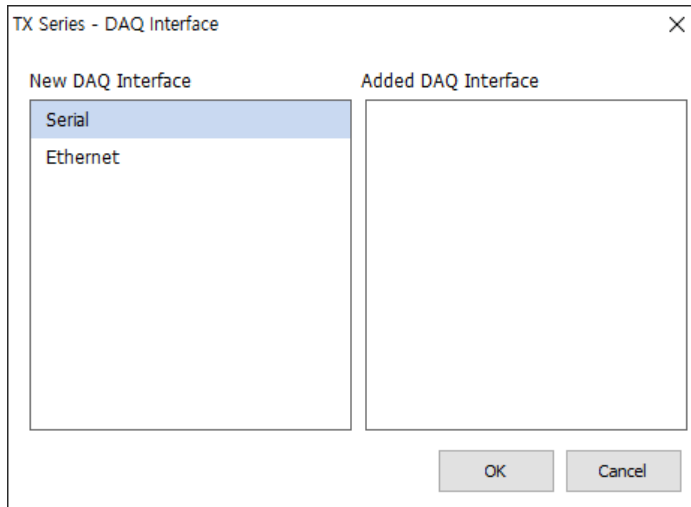 TX Series - DAQ Interface
New DAQ Interface
Added DAQ Interface
Serial
Ethernet
OK
Cancel